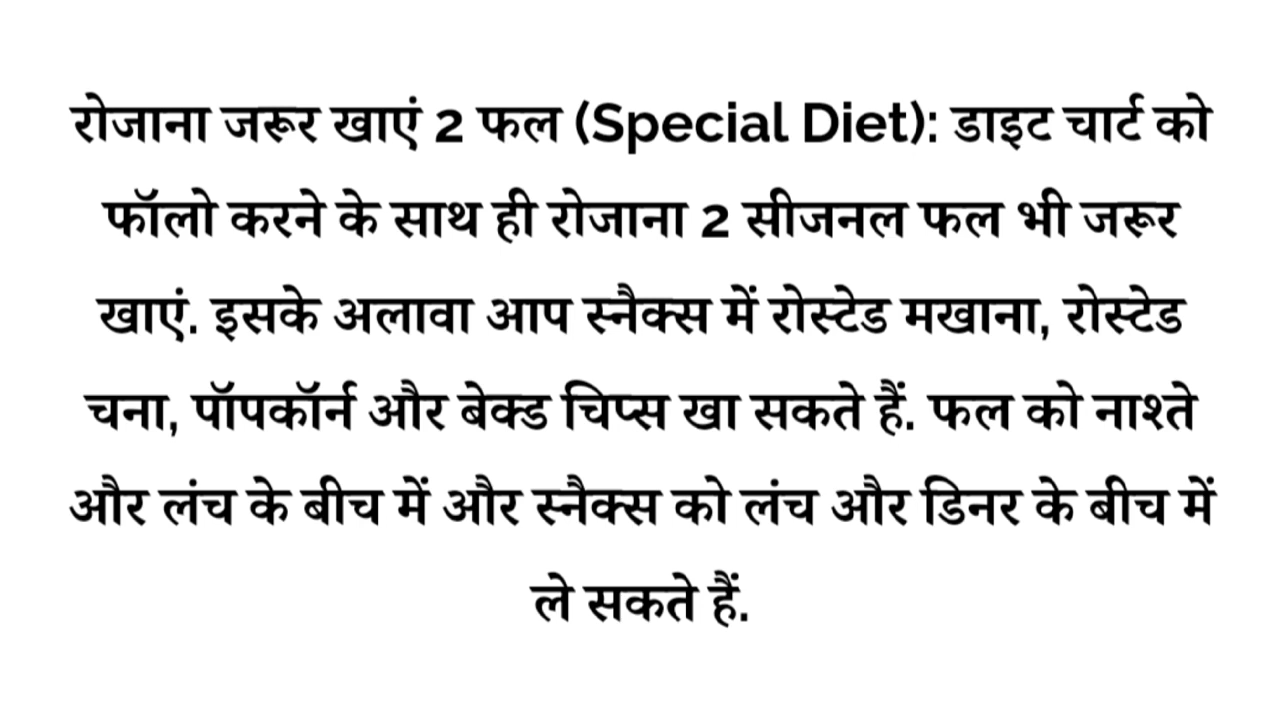 रोजाना जरूर खाएं 2 फल (Special Diet): डाइट चार्ट को
फॉलो करने के साथ ही रोजाना 2 सीजनल फल भी जरूर
खाएं. इसके अलावा आप स्नैक्स में रोस्टेड मखाना, रोस्टेड
चना, पॉपकॉर्न और बेक्ड चिप्स खा सकते हैं. फल को नाश्ते
और लंच के बीच में और स्नैक्स को लंच और डिनर के बीच में
ले सकते हैं.